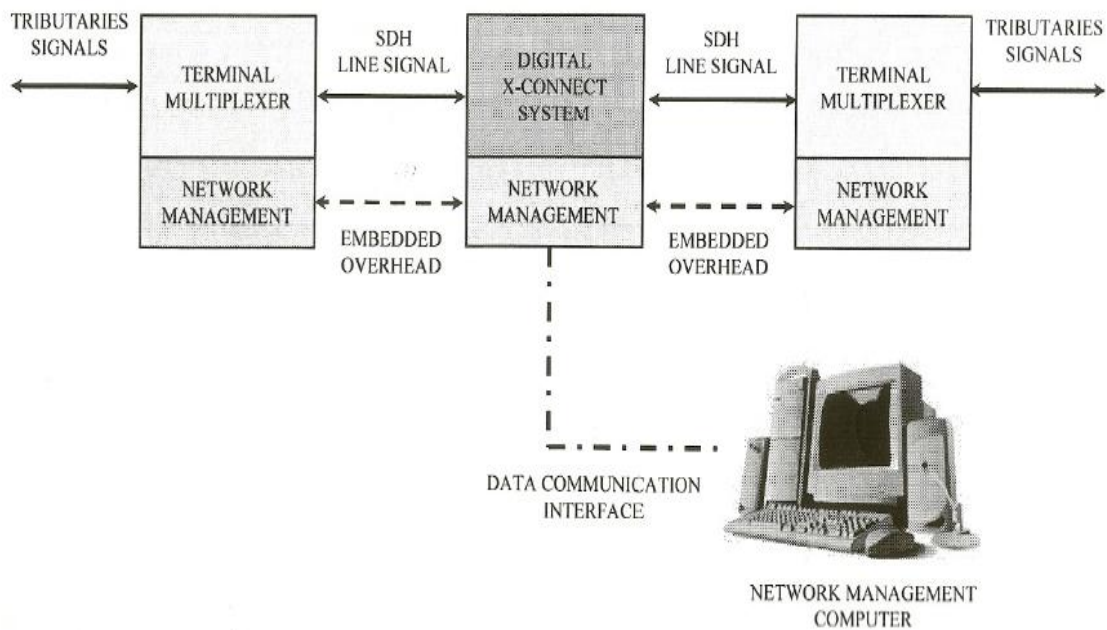 TRIBUTARIES
SIGNALS
SDH
LINE SIGNAL
SDH
LINE SIGNAL
TRIBUTARIES
SIGNALS
TERMINAL
MULTIPLEXER
DIGITAL
X-CONNECT
SYSTEM
TERMINAL
MULTIPLEXER
NETWORK
MANAGEMENT
NETWORK
MANAGEMENT
NETWORK
MANAGEMENT
EMBEDDED
OVERHEAD
EMBEDDED
OVERHEAD
DATA COMMUNICATION
INTERFACE
NETWORK MANAGEMENT
COMPUTER